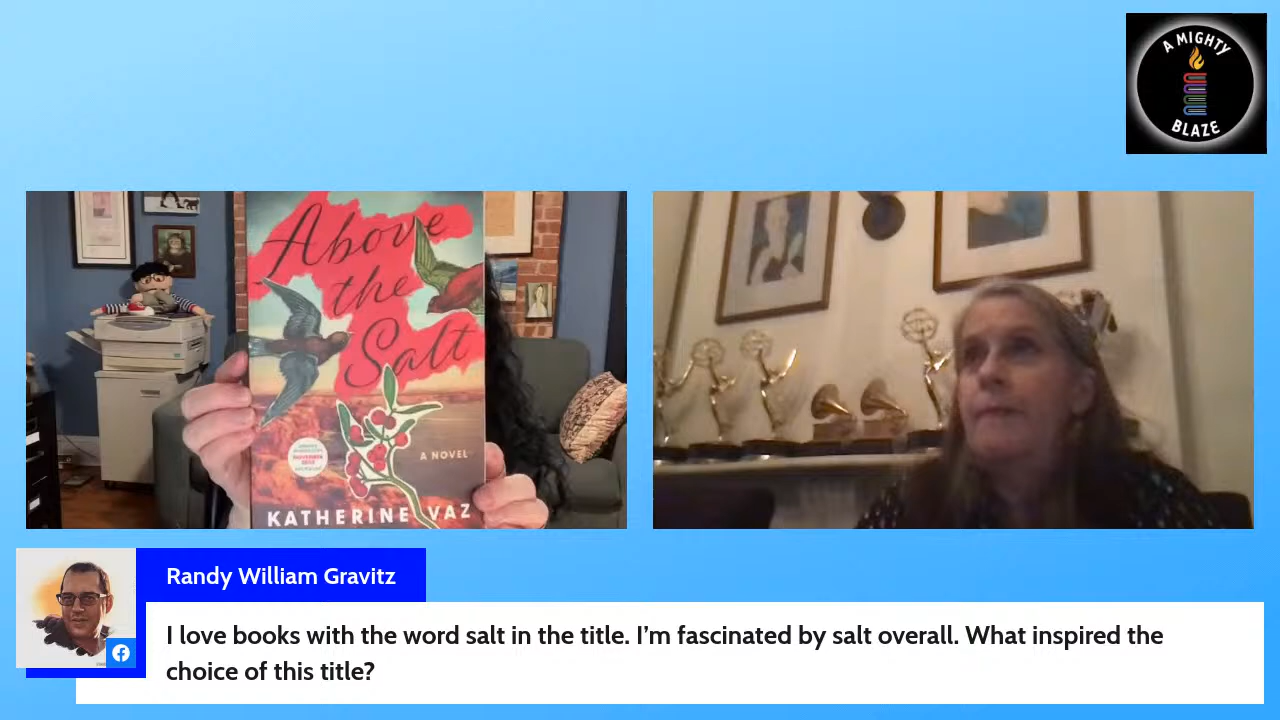 A MIGHTY
BLAZE
Above
the
Salt
A NOVEL
KATHERINE VAZ
Randy William Gravitz
I love books with the word salt in the title. I’m fascinated by salt overall. What inspired the
choice of this title?